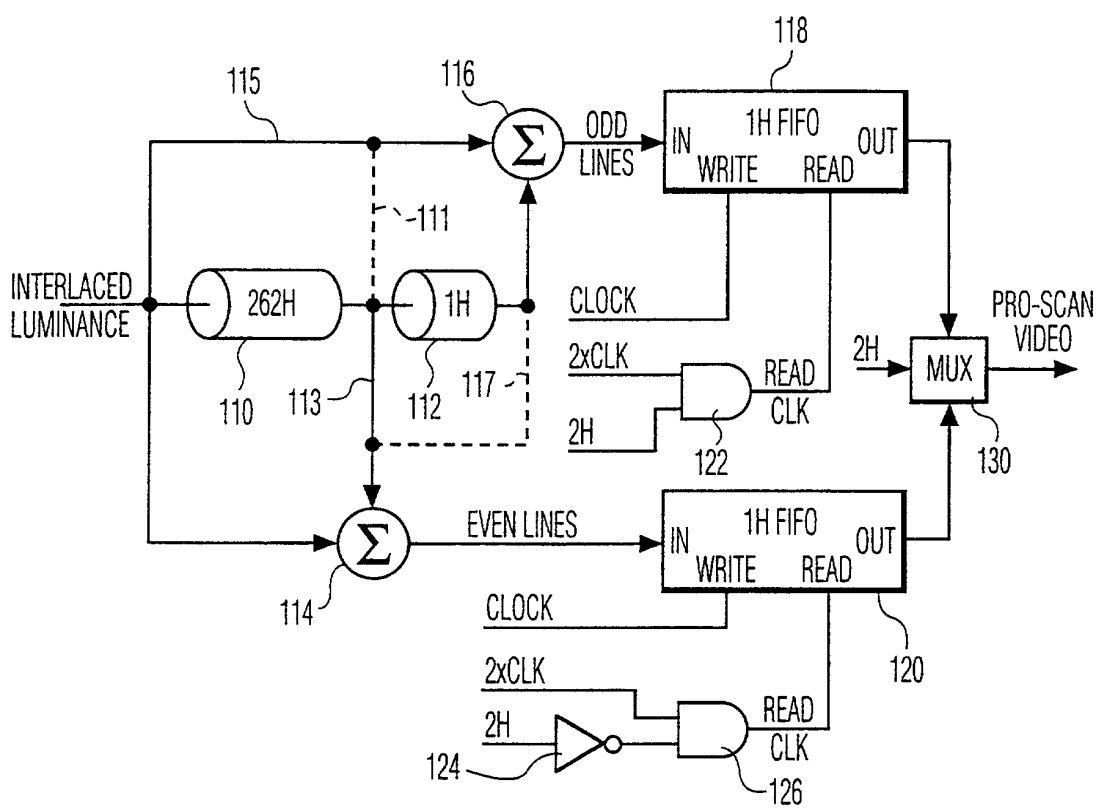 118
116
115
1H FIFO
ODD
LINES
IN
OUT
WRITE
READ
Σ
111
INTERLACED
LUMINANCE
262H
1H
CLOCK
PRO-SCAN
VIDEO
2H
MUX
110
113
112
117
2xCLK
READ
CLK
2H
122
130
EVEN LINES
1H FIFO
IN
OUT
WRITE
READ
Σ
114
CLOCK
120
2xCLK
READ
CLK
2H
124
126